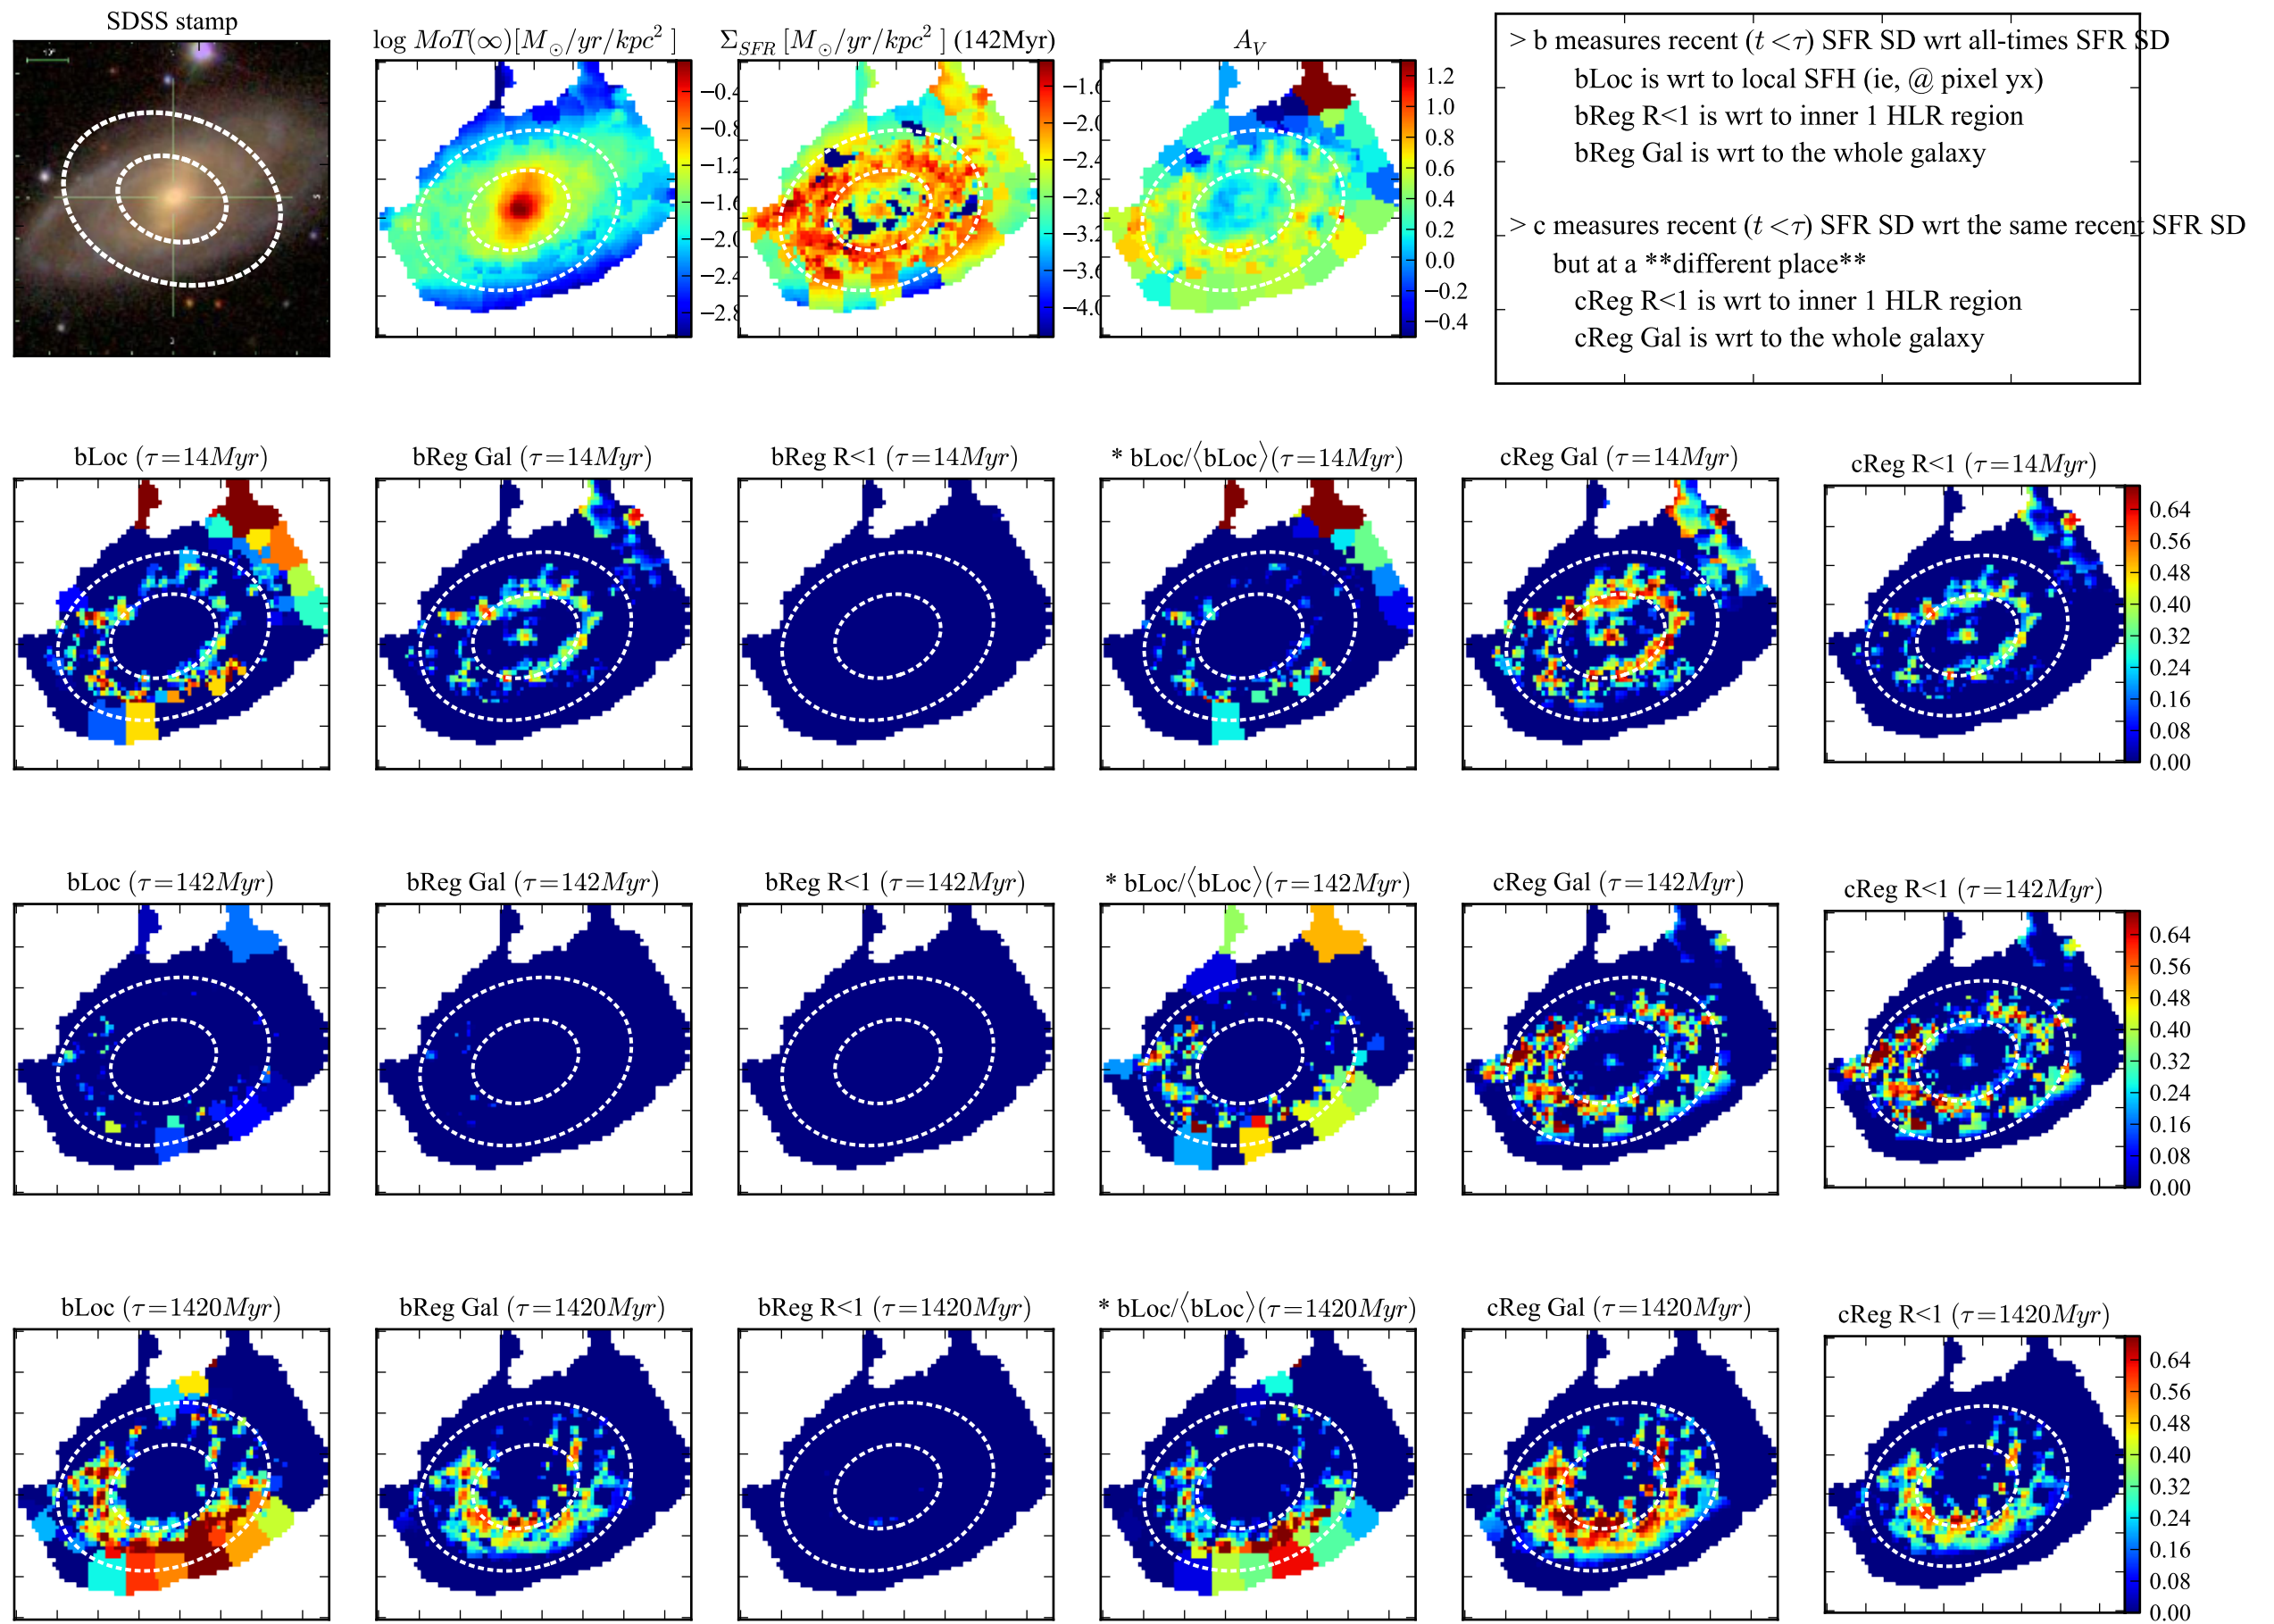 SDSS stamp
log MoT(∞)[M⊙/yr/kpc² ]
Σ_SFR [M⊙/yr/kpc² ] (142Myr)
A_V
−0.4
−0.8
−1.2
−1.6
−2.0
−2.4
−2.8
−1.6
−2.0
−2.4
−2.8
−3.2
−3.6
−4.0
1.2
1.0
0.8
0.6
0.4
0.2
0.0
−0.2
−0.4
> b measures recent (t <τ) SFR SD wrt all-times SFR SD
bLoc is wrt to local SFH (ie, @ pixel yx)
bReg R<1 is wrt to inner 1 HLR region
bReg Gal is wrt to the whole galaxy
> c measures recent (t <τ) SFR SD wrt the same recent SFR SD
but at a **different place**
cReg R<1 is wrt to inner 1 HLR region
cReg Gal is wrt to the whole galaxy
bLoc (τ=14Myr)
bReg Gal (τ=14Myr)
bReg R<1 (τ=14Myr)
* bLoc/⟨bLoc⟩(τ=14Myr)
cReg Gal (τ=14Myr)
cReg R<1 (τ=14Myr)
0.64
0.56
0.48
0.40
0.32
0.24
0.16
0.08
0.00
bLoc (τ=142Myr)
bReg Gal (τ=142Myr)
bReg R<1 (τ=142Myr)
* bLoc/⟨bLoc⟩(τ=142Myr)
cReg Gal (τ=142Myr)
cReg R<1 (τ=142Myr)
0.64
0.56
0.48
0.40
0.32
0.24
0.16
0.08
0.00
bLoc (τ=1420Myr)
bReg Gal (τ=1420Myr)
bReg R<1 (τ=1420Myr)
* bLoc/⟨bLoc⟩(τ=1420Myr)
cReg Gal (τ=1420Myr)
cReg R<1 (τ=1420Myr)
0.64
0.56
0.48
0.40
0.32
0.24
0.16
0.08
0.00